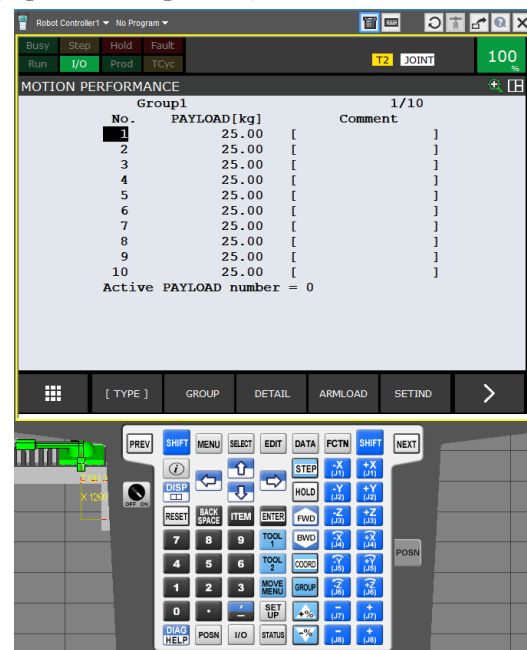 Robot Controller1 No Program
Busy Step Hold Fault
Run I/O Prod TCyc
T2 JOINT
100
%
MOTION PERFORMANCE
Group1 1/10
No. PAYLOAD[kg] Comment
1 25.00 [ ]
2 25.00 [ ]
3 25.00 [ ]
4 25.00 [ ]
5 25.00 [ ]
6 25.00 [ ]
7 25.00 [ ]
8 25.00 [ ]
9 25.00 [ ]
10 25.00 [ ]
Active PAYLOAD number = 0
[ TYPE ] GROUP DETAIL ARMLOAD SETIND >
PREV SHIFT MENU SELECT EDIT DATA FCTN SHIFT NEXT
i STEP -X (J1) +X (J1)
DISP HOLD -Y (J2) +Y (J2)
OFF ON
RESET BACK SPACE ITEM ENTER FWD -Z (J3) +Z (J3)
7 8 9 TOOL 1 BWD -X (J4) +X (J4)
POSN
4 5 6 TOOL 2 COORD -Y (J5) +Y (J5)
1 2 3 MOVE MENU GROUP -Z (J6) +Z (J6)
0 . SET UP +% - (J7) + (J7)
DIAG HELP POSN I/O STATUS -% - (J8) + (J8)